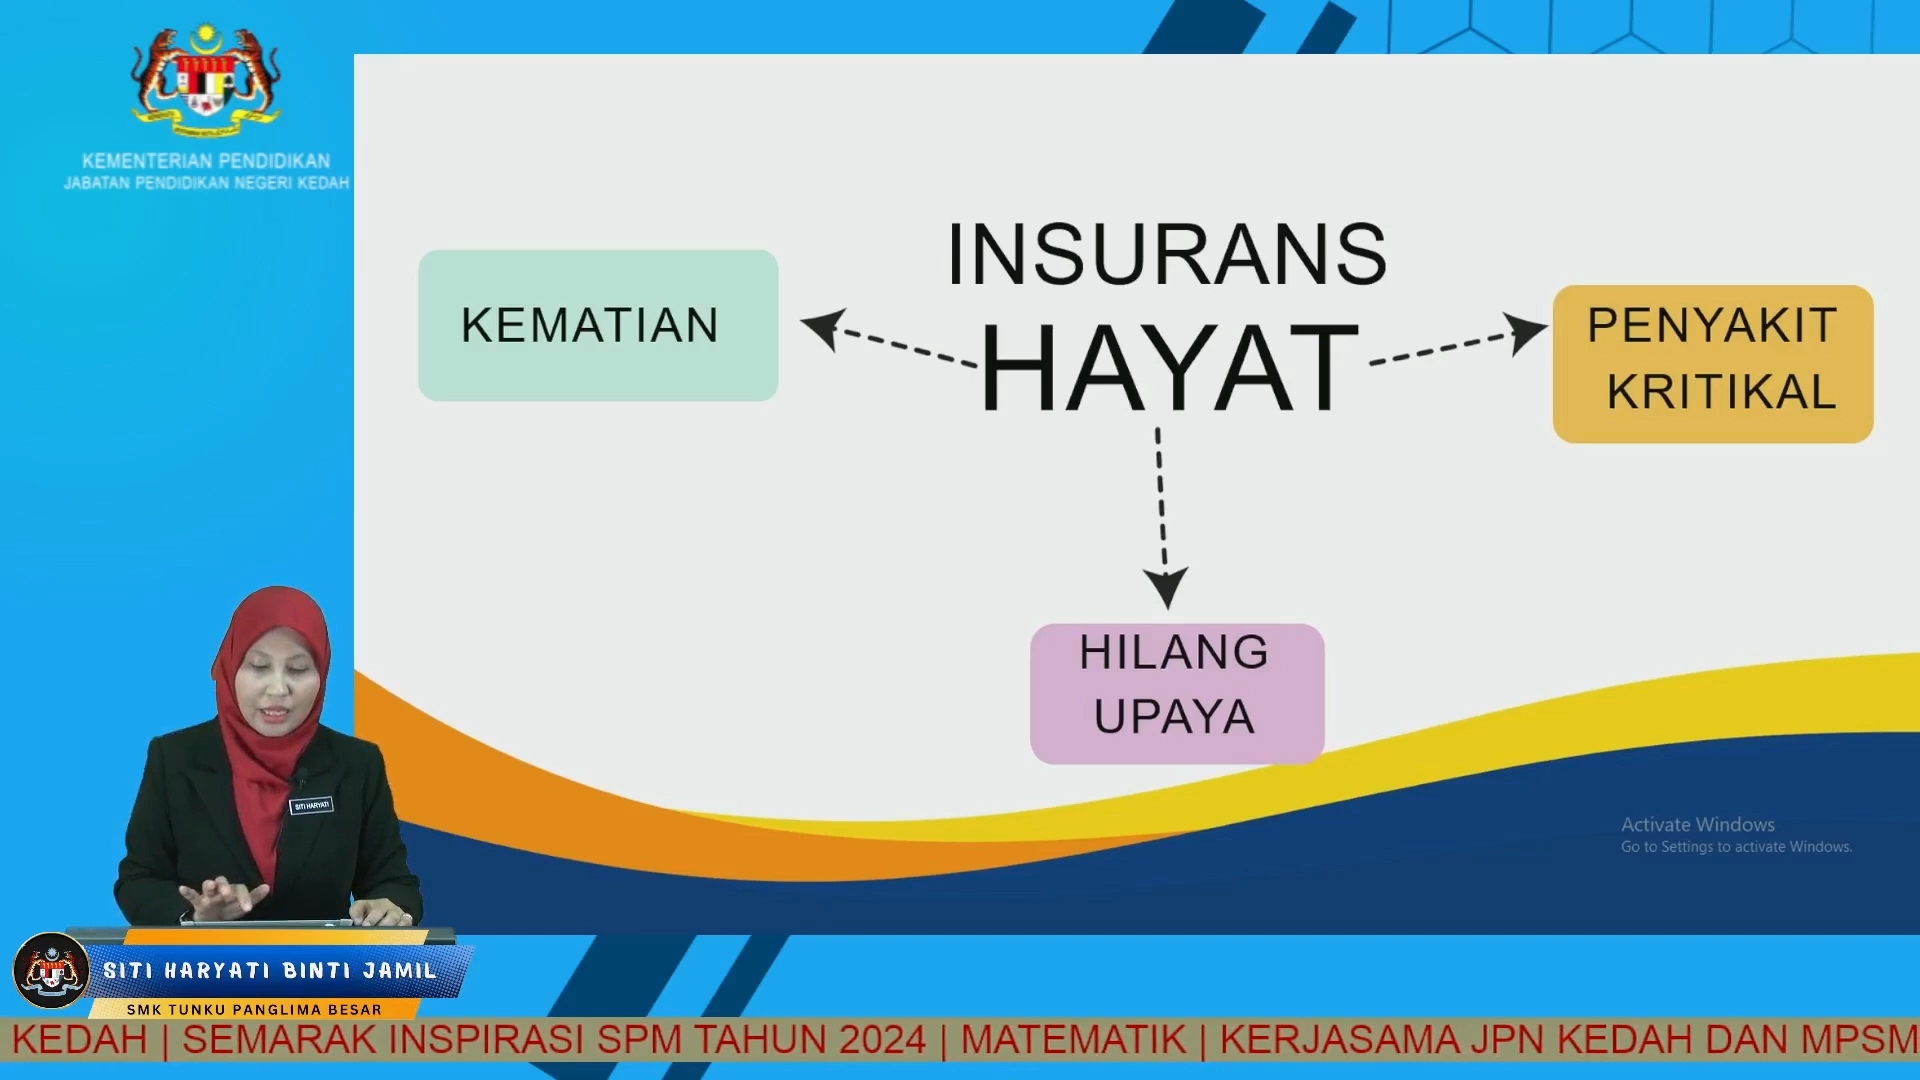 KEMENTERIAN PENDIDIKAN
JABATAN PENDIDIKAN NEGERI KEDAH
INSURANS
HAYAT
KEMATIAN
PENYAKIT
KRITIKAL
HILANG
UPAYA
SITI HARYATI
Activate Windows
Go to Settings to activate Windows.
SITI HARYATI BINTI JAMIL
SMK TUNKU PANGLIMA BESAR
KEDAH | SEMARAK INSPIRASI SPM TAHUN 2024 | MATEMATIK | KERJASAMA JPN KEDAH DAN MPSM